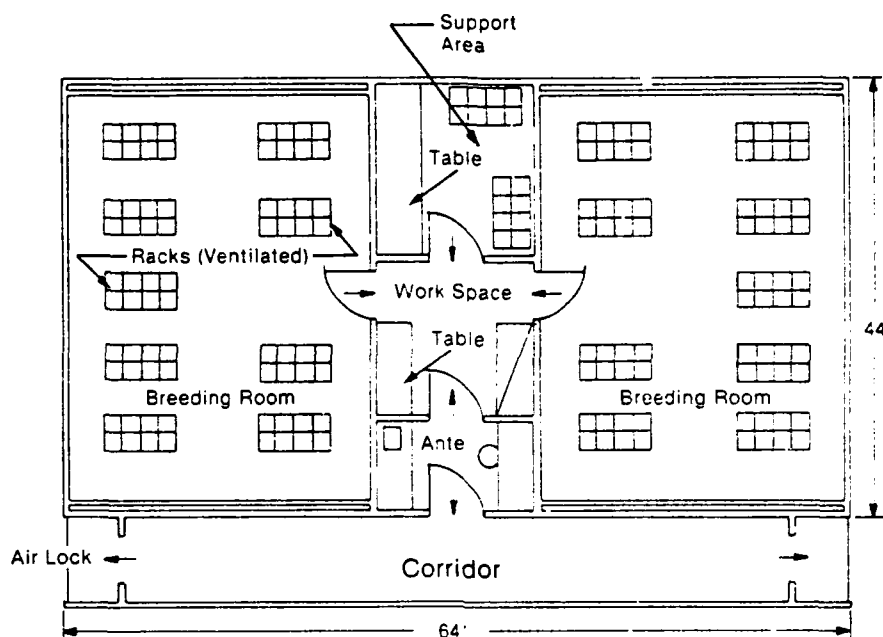 Support
Area
Table
Racks (Ventilated)
Work Space
Table
44
Breeding Room
Breeding Room
Ante
Air Lock
Corridor
64'